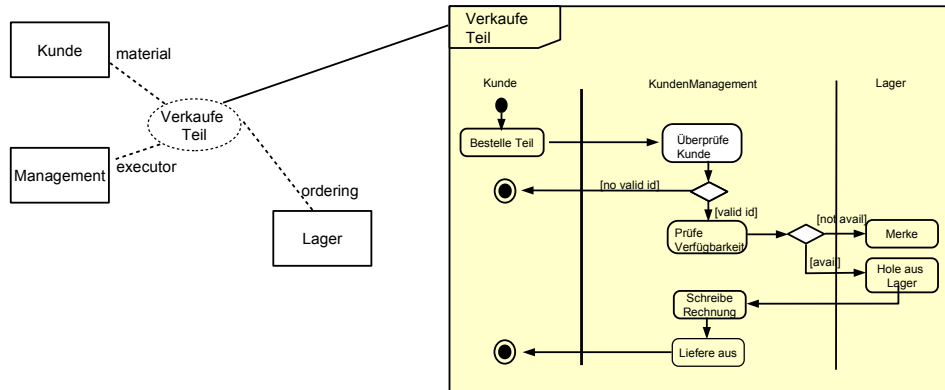 Kunde
material
Verkaufe
Teil
Management
executor
ordering
Lager
Verkaufe
Teil
Kunde
KundenManagement
Lager
Bestelle Teil
Überprüfe
Kunde
[no valid id]
[valid id]
Prüfe
Verfügbarkeit
[not avail]
Merke
[avail]
Hole aus
Lager
Schreibe
Rechnung
Liefere aus